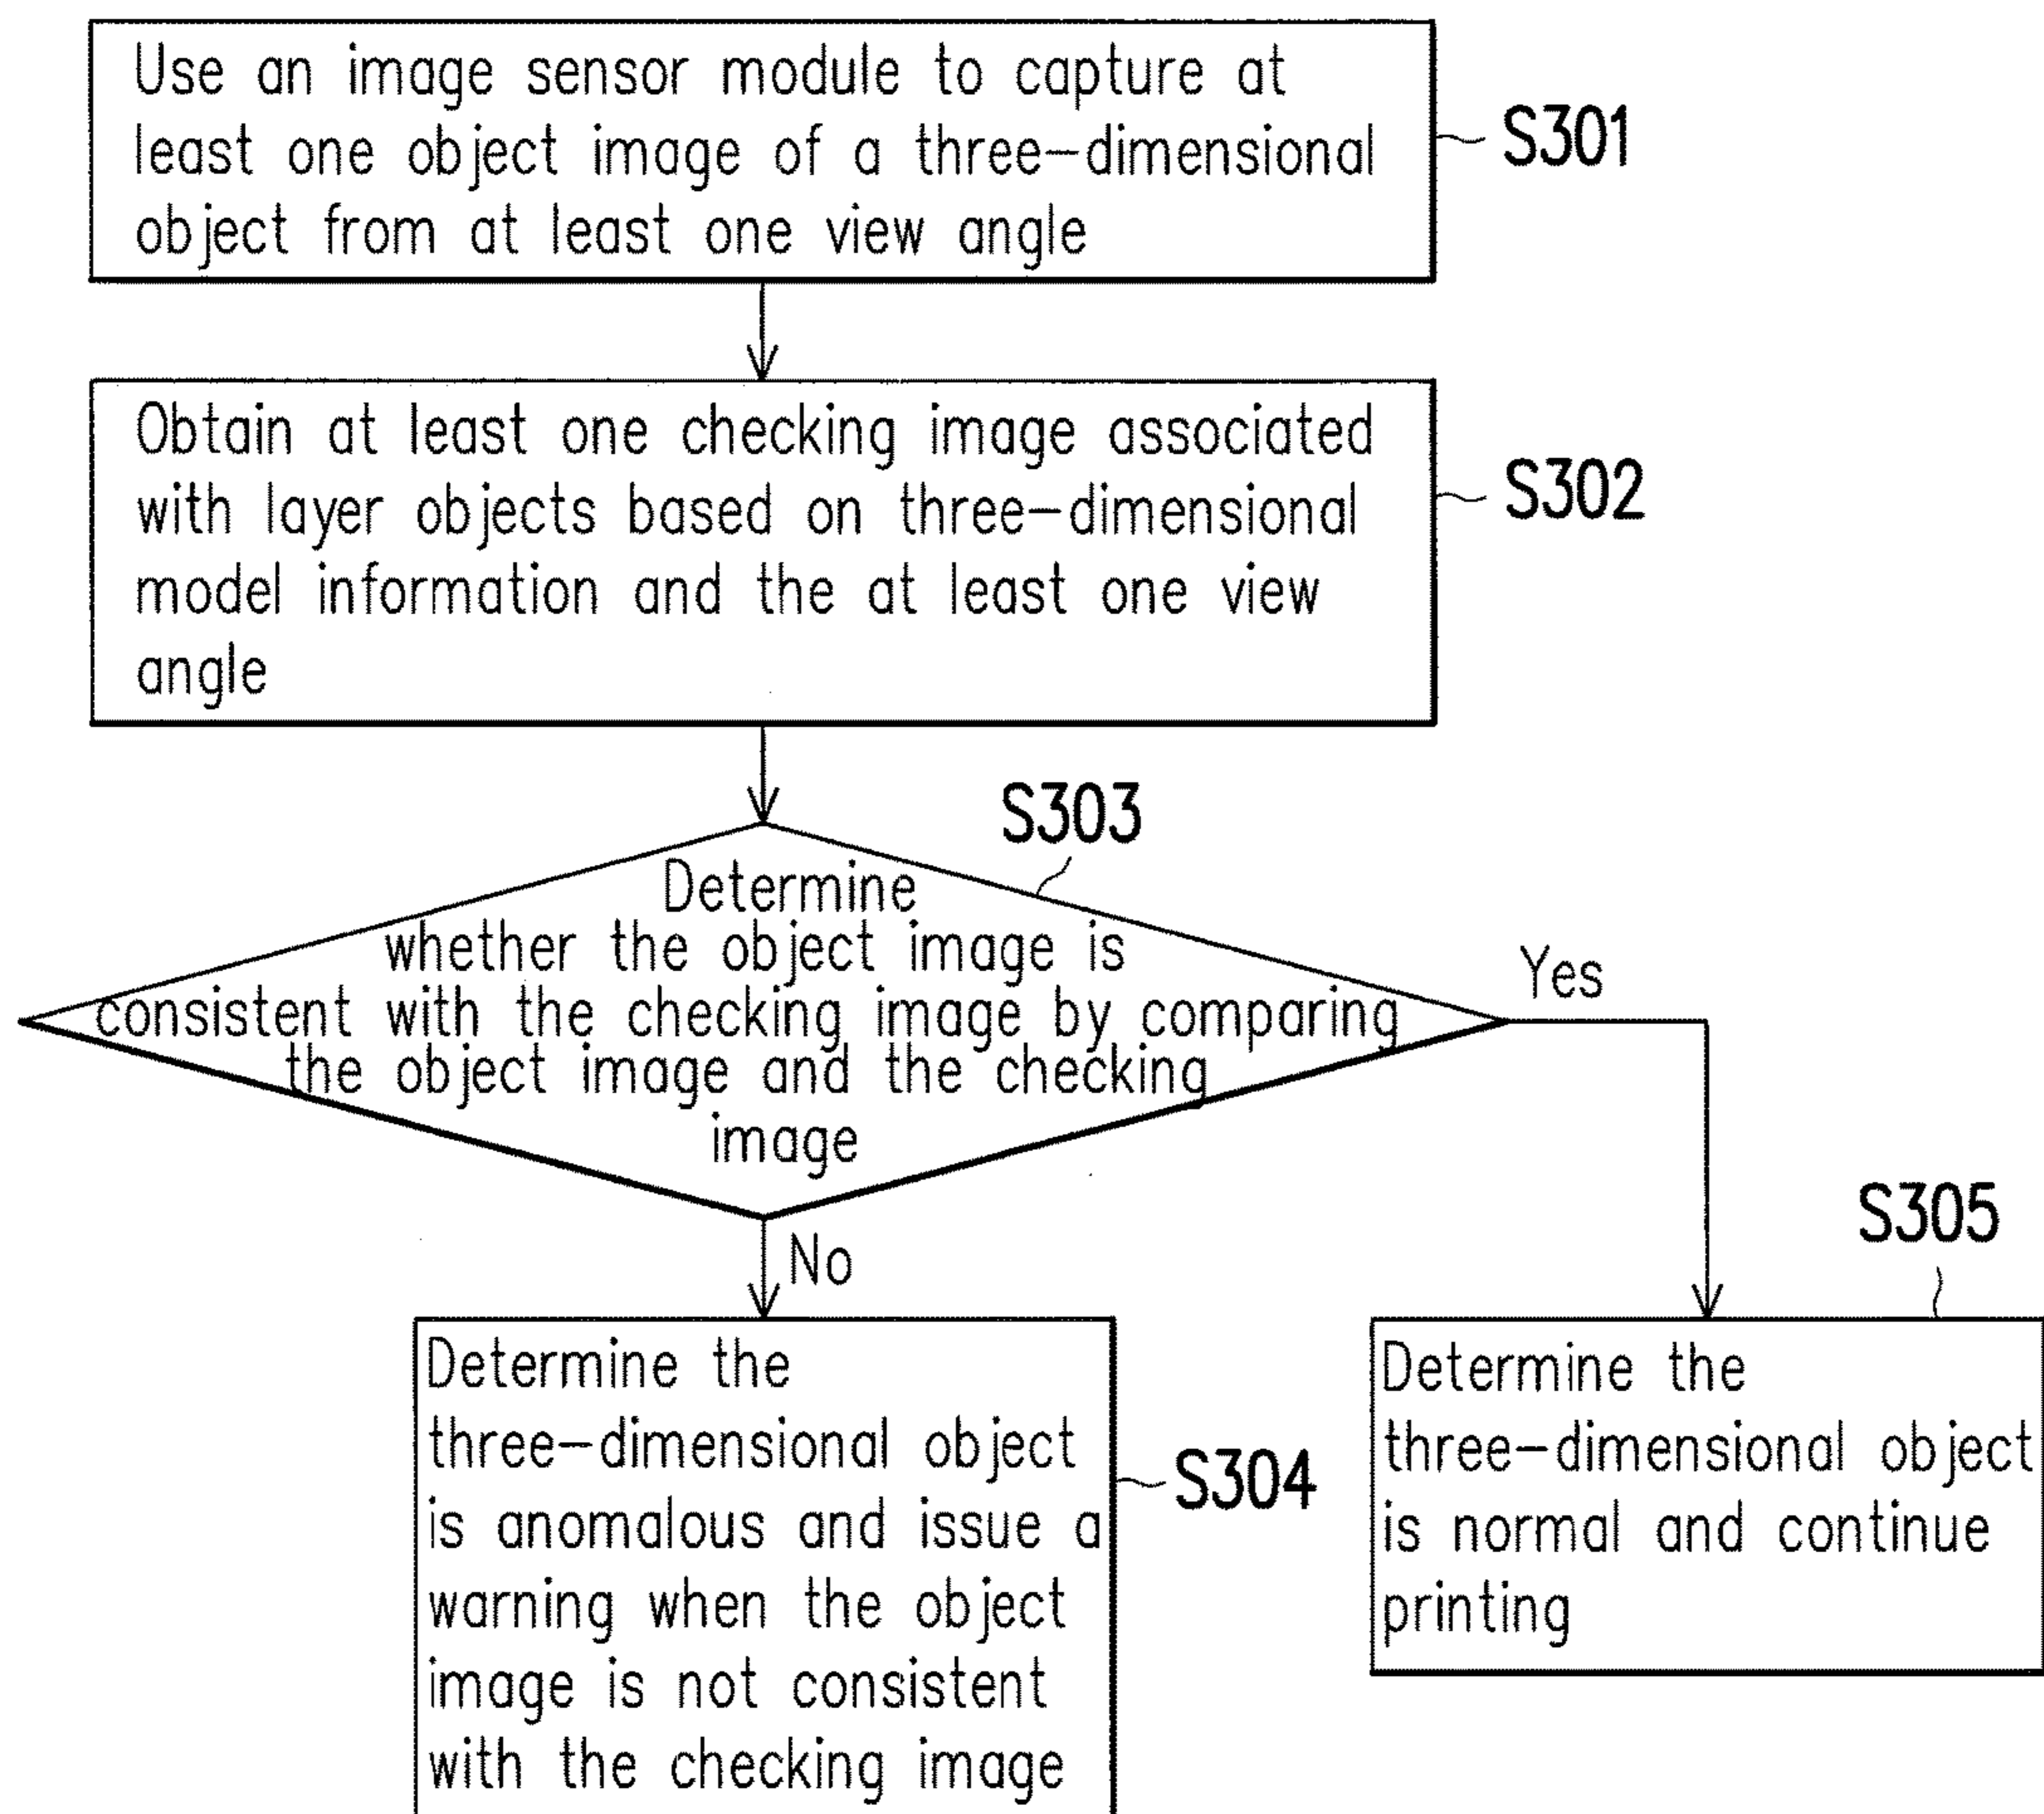 Use an image sensor module to capture at
least one object image of a three-dimensional
object from at least one view angle
S301
Obtain at least one checking image associated
with layer objects based on three-dimensional
model information and the at least one view
angle
S302
S303
Determine
whether the object image is
consistent with the checking image by comparing
the object image and the checking
image
Yes
No
S305
Determine the
three-dimensional object
is anomalous and issue a
warning when the object
image is not consistent
with the checking image
S304
Determine the
three-dimensional object
is normal and continue
printing